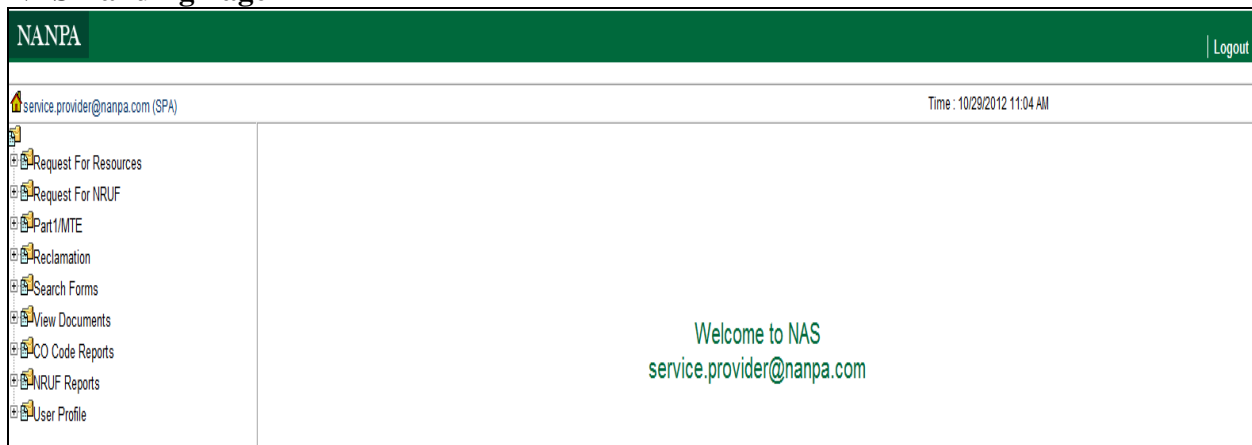 NANPA
Logout
service.provider@nanpa.com (SPA)
Time : 10/29/2012 11:04 AM
Request For Resources
Request For NRUF
Part1/MTE
Reclamation
Search Forms
View Documents
CO Code Reports
NRUF Reports
User Profile
Welcome to NAS
service.provider@nanpa.com